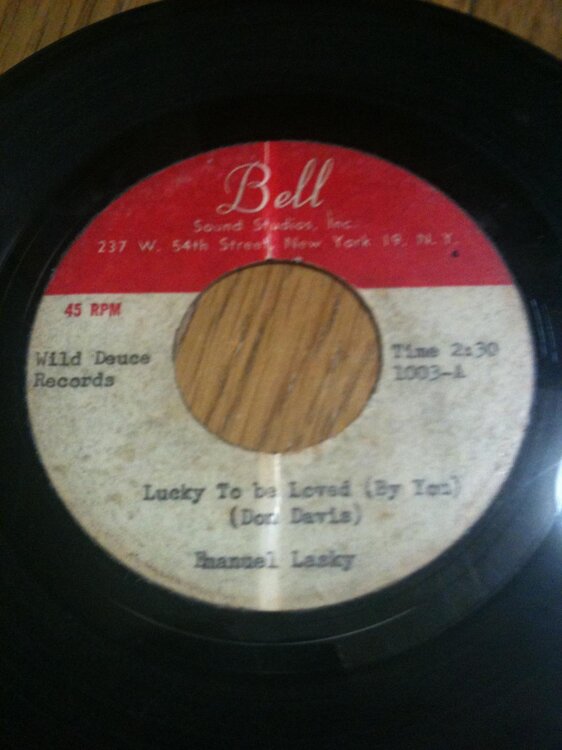 Bell
Sound Studios, Inc.
237 W. 54th Street, New York 19, N.Y.
45 RPM
Wild Deuce
Records
Time 2:30
1003-A
Lucky To be Loved (By You)
(Don Davis)
Emanuel Lasky